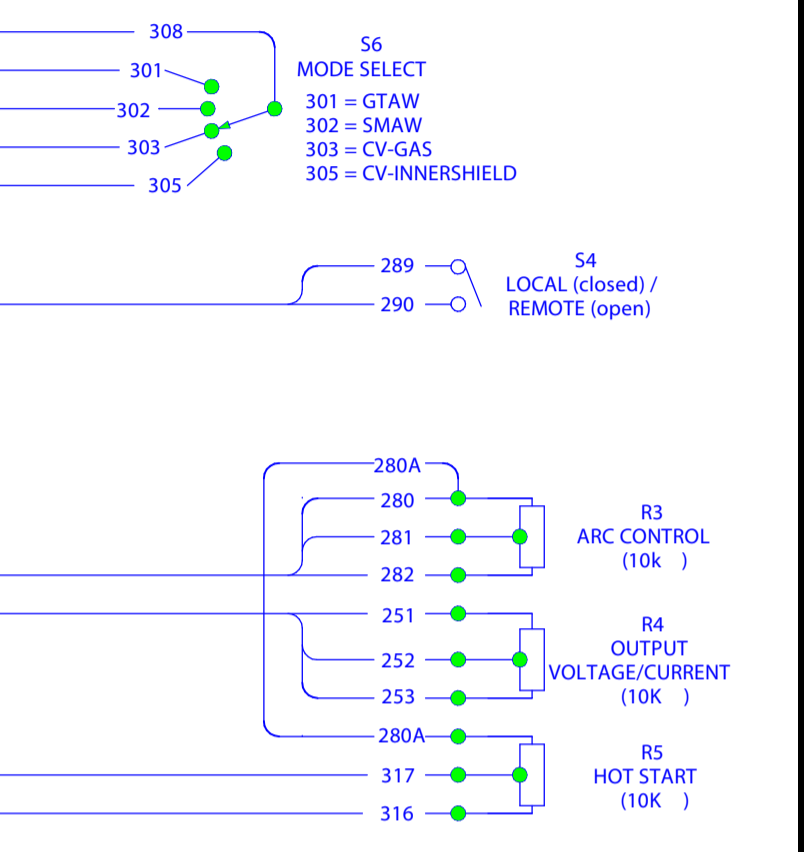 308
S6
MODE SELECT
301
302
303
305
301 = GTAW
302 = SMAW
303 = CV-GAS
305 = CV-INNERSHIELD
289
290
S4
LOCAL (closed) /
REMOTE (open)
280A
280
281
282
R3
ARC CONTROL
(10k )
251
252
253
R4
OUTPUT
VOLTAGE/CURRENT
(10K )
280A
317
316
R5
HOT START
(10K )